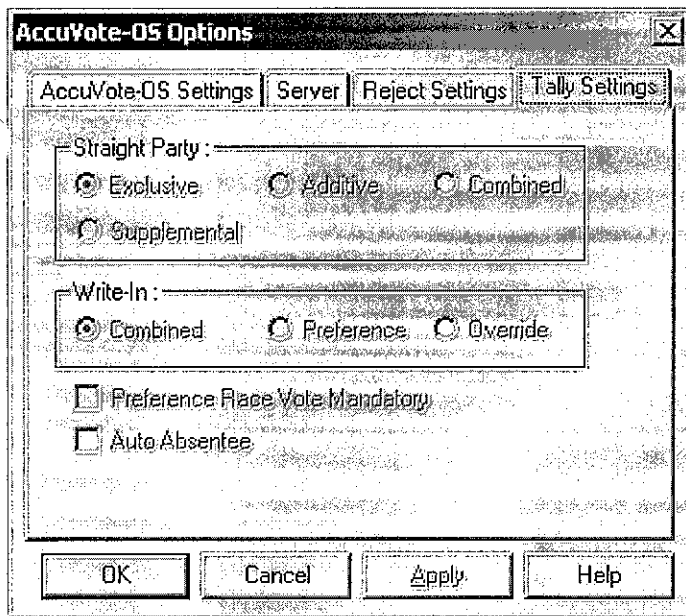 AccuVote-OS Options
AccuVote-OS Settings Server Reject Settings Tally Settings
Straight Party :
Exclusive Additive Combined
Supplemental
Write-In :
Combined Preference Override
Preference Race Vote Mandatory
Auto Absentee
OK Cancel Apply Help